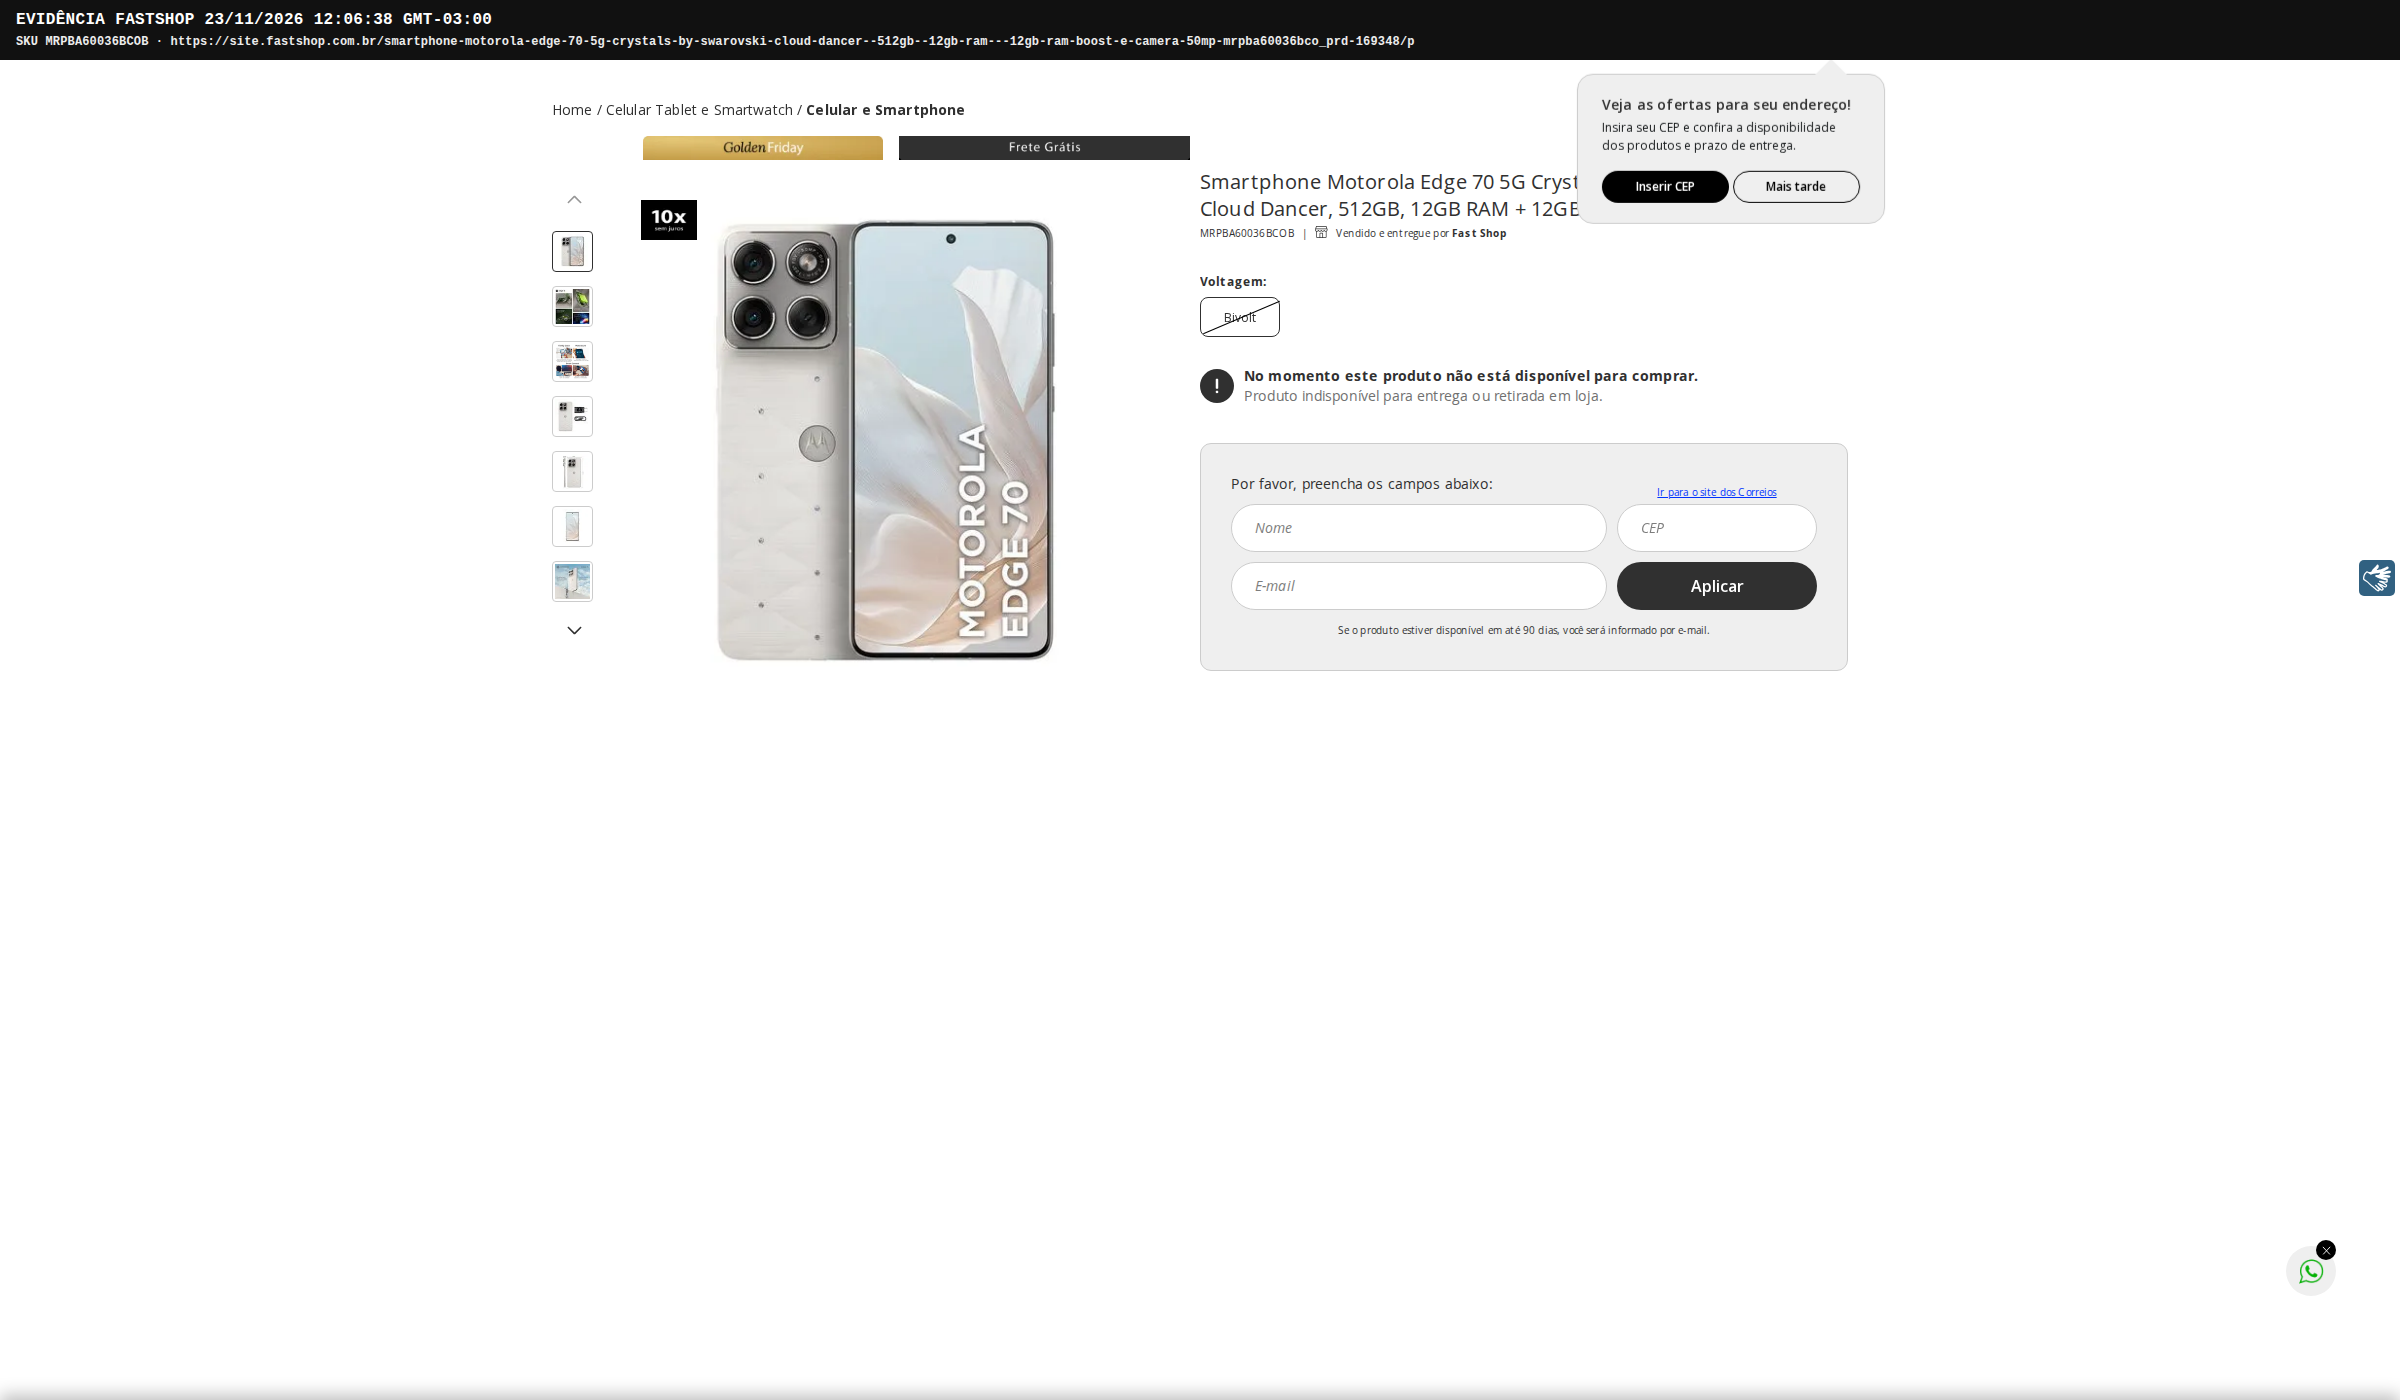 EVIDÊNCIA FASTSHOP 23/11/2026 12:06:38 GMT-03:00
SKU MRPBA60036BCOB · https://site.fastshop.com.br/smartphone-motorola-edge-70-5g-crystals-by-swarovski-cloud-dancer--512gb--12gb-ram---12gb-ram-boost-e-camera-50mp-mrpba60036bco_prd-169348/p
Home / Celular Tablet e Smartwatch / Celular e Smartphone
Golden Friday
Frete Grátis
10x
sem juros
MOTOROLA
EDGE 70
Smartphone Motorola Edge 70 5G Cryst
Cloud Dancer, 512GB, 12GB RAM + 12GB
MRPBA60036BCOB | Vendido e entregue por Fast Shop
Veja as ofertas para seu endereço!
Insira seu CEP e confira a disponibilidade
dos produtos e prazo de entrega.
Inserir CEP
Mais tarde
Voltagem:
Bivolt
No momento este produto não está disponível para comprar.
Produto indisponível para entrega ou retirada em loja.
Por favor, preencha os campos abaixo:
Ir para o site dos Correios
Nome
CEP
E-mail
Aplicar
Se o produto estiver disponível em até 90 dias, você será informado por e-mail.